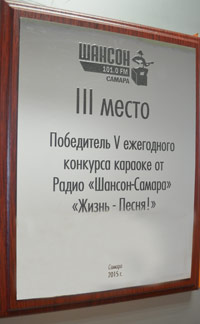 ШАНСОН
101.0 FM
САМАРА
III место
Победитель V ежегодного
конкурса караоке от
Радио «Шансон-Самара»
«Жизнь - Песня!»
Самара
2015 г.